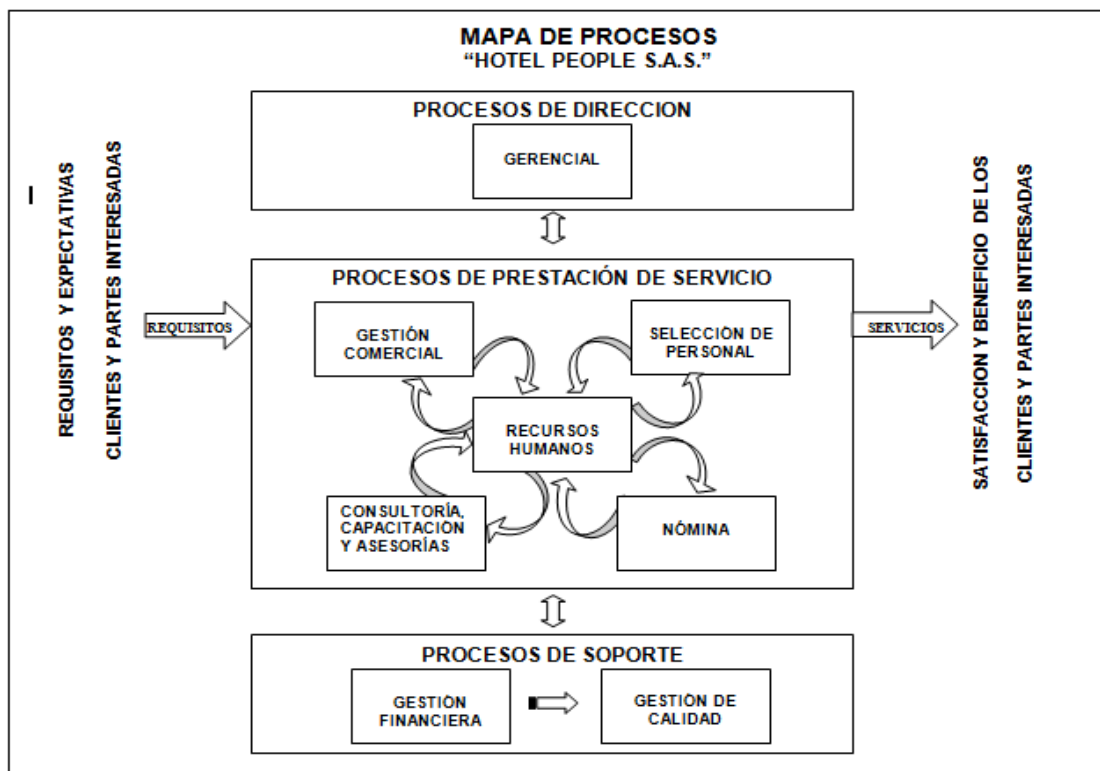 MAPA DE PROCESOS
“HOTEL PEOPLE S.A.S.”
PROCESOS DE DIRECCION
GERENCIAL
REQUISITOS Y EXPECTATIVAS
CLIENTES Y PARTES INTERESADAS
REQUISITOS
PROCESOS DE PRESTACIÓN DE SERVICIO
GESTIÓN
COMERCIAL
SELECCIÓN DE
PERSONAL
RECURSOS
HUMANOS
CONSULTORÍA,
CAPACITACIÓN
Y ASESORÍAS
NÓMINA
SERVICIOS
SATISFACCION Y BENEFICIO DE LOS
CLIENTES Y PARTES INTERESADAS
PROCESOS DE SOPORTE
GESTIÓN
FINANCIERA
GESTIÓN DE
CALIDAD